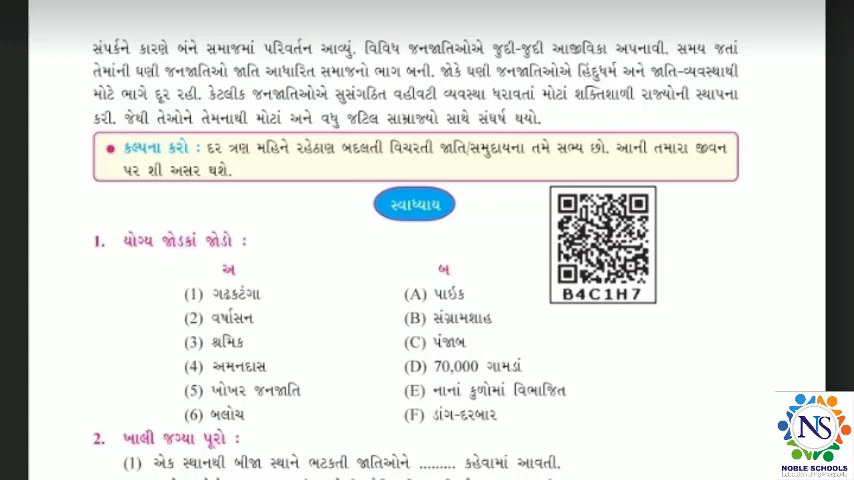 સંપર્કને કારણે બંને સમાજમાં પરિવર્તન આવ્યું. વિવિધ જનજાતિઓએ જુદી-જુદી આજીવિકા અપનાવી. સમય જતાં
તેમાંની ઘણી જનજાતિઓ જાતિ આધારિત સમાજનો ભાગ બની. જોકે ઘણી જનજાતિઓએ હિંદુધર્મ અને જાતિ-વ્યવસ્થાથી
મોટે ભાગે દૂર રહી. કેટલીક જનજાતિઓએ સુસંગઠિત વહીવટી વ્યવસ્થા ધરાવતાં મોટાં શક્તિશાળી રાજ્યોની સ્થાપના
કરી. જેથી તેઓને તેમનાથી મોટાં અને વધુ જટિલ સામ્રાજ્યો સાથે સંઘર્ષ થયો.
• કલ્પના કરો : દર ત્રણ મહિને રહેઠાણ બદલતી વિચરતી જાતિ/સમુદાયના તમે સભ્ય છો. આની તમારા જીવન
પર શી અસર થશે.
સ્વાધ્યાય
1. યોગ્ય જોડકાં જોડો :
અ બ
(1) ગઢકટંગા (A) પાઇક
(2) વર્ષાસન (B) સંગ્રામશાહ
(3) શ્રમિક (C) પંજાબ
(4) અમનદાસ (D) 70,000 ગામડાં
(5) ખોખર જનજાતિ (E) નાનાં કુળોમાં વિભાજિત
(6) બલોચ (F) ડાંગ-દરબાર
B4C1H7
2. ખાલી જગ્યા પૂરો :
(1) એક સ્થાનથી બીજા સ્થાને ભટકતી જાતિઓને ......... કહેવામાં આવતી.
NS
NOBLE SCHOOLS